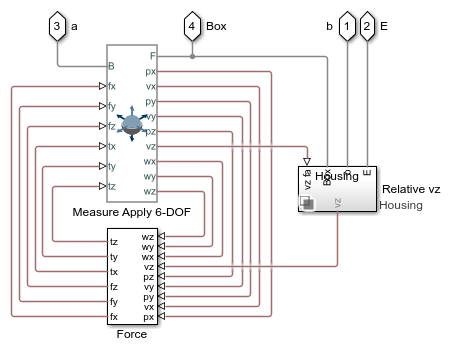 3 a
4 Box
b 1
2 E
B
F
px
fx
vx
py
fy
vy
fz
pz
tx
vz
ty
wx
wy
tz
wz
Measure Apply 6-DOF
vz fa
Box
b
E
Housing
vz
Relative vz
Housing
tz
wz
wy
ty
wx
tx
vz
pz
fz
vy
fy
py
vx
fx
px
Force